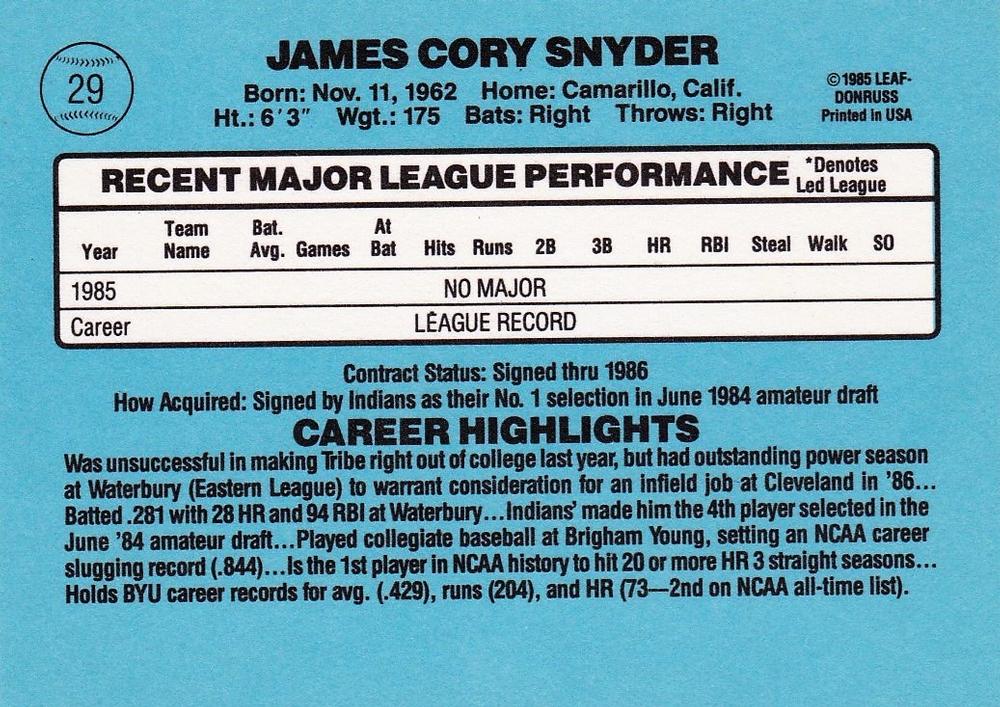 29
JAMES CORY SNYDER
Born: Nov. 11, 1962 Home: Camarillo, Calif.
Ht.: 6'3" Wgt.: 175 Bats: Right Throws: Right
©1985 LEAF-
DONRUSS
Printed in USA
RECENT MAJOR LEAGUE PERFORMANCE
*Denotes
Led League
Year Team Name Bat. Avg. Games At Bat Hits Runs 2B 3B HR RBI Steal Walk SO
1985 NO MAJOR
Career LEAGUE RECORD
Contract Status: Signed thru 1986
How Acquired: Signed by Indians as their No. 1 selection in June 1984 amateur draft
CAREER HIGHLIGHTS
Was unsuccessful in making Tribe right out of college last year, but had outstanding power season
at Waterbury (Eastern League) to warrant consideration for an infield job at Cleveland in '86...
Batted .281 with 28 HR and 94 RBI at Waterbury...Indians' made him the 4th player selected in the
June '84 amateur draft...Played collegiate baseball at Brigham Young, setting an NCAA career
slugging record (.844)...Is the 1st player in NCAA history to hit 20 or more HR 3 straight seasons...
Holds BYU career records for avg. (.429), runs (204), and HR (73—2nd on NCAA all-time list).